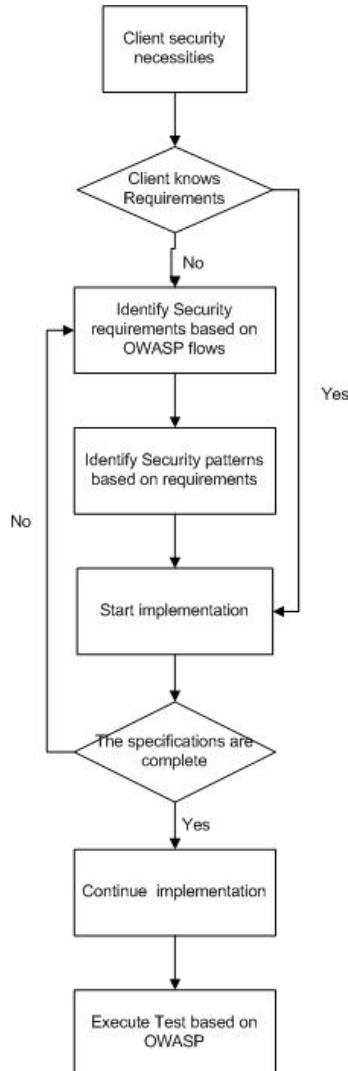 Client security
necessities
Client knows
Requirements
No
Identify Security
requirements based on
OWASP flows
Yes
Identify Security patterns
based on requirements
No
Start implementation
The specifications are
complete
Yes
Continue implementation
Execute Test based on
OWASP